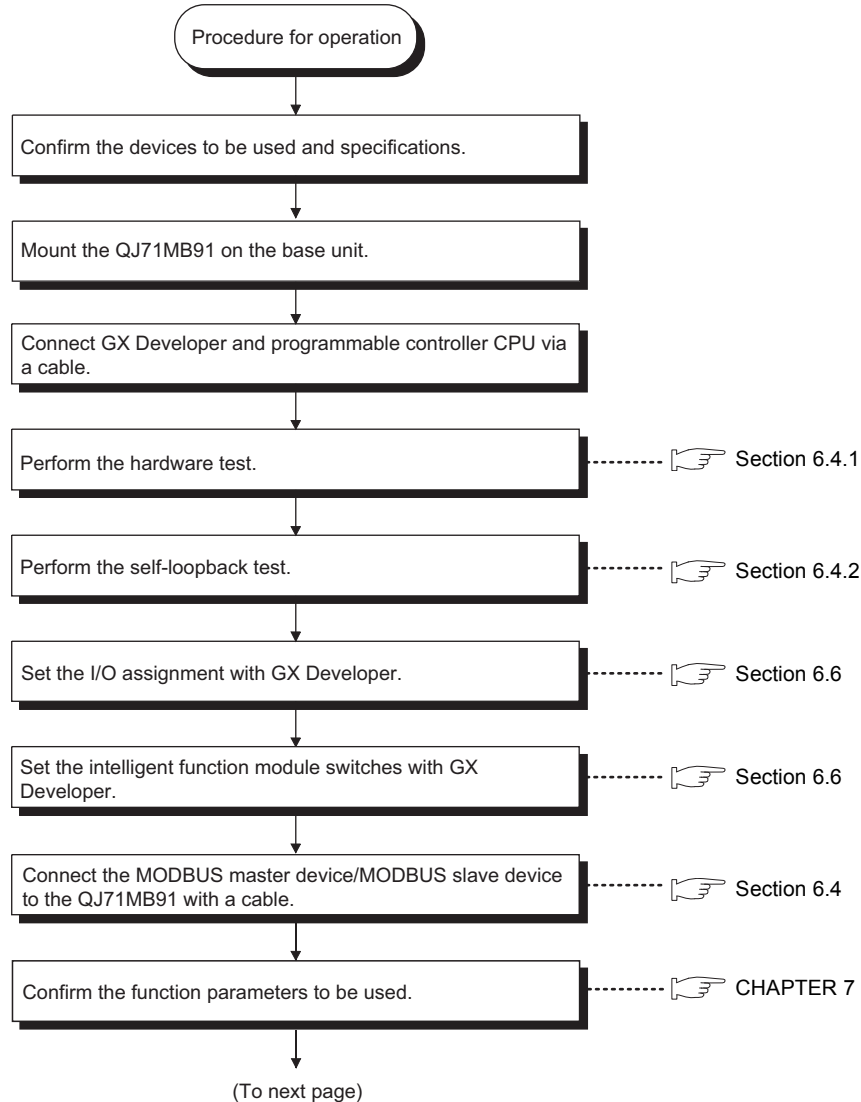 Procedure for operation
Confirm the devices to be used and specifications.
Mount the QJ71MB91 on the base unit.
Connect GX Developer and programmable controller CPU via
a cable.
Perform the hardware test.
Section 6.4.1
Perform the self-loopback test.
Section 6.4.2
Set the I/O assignment with GX Developer.
Section 6.6
Set the intelligent function module switches with GX
Developer.
Section 6.6
Connect the MODBUS master device/MODBUS slave device
to the QJ71MB91 with a cable.
Section 6.4
Confirm the function parameters to be used.
CHAPTER 7
(To next page)